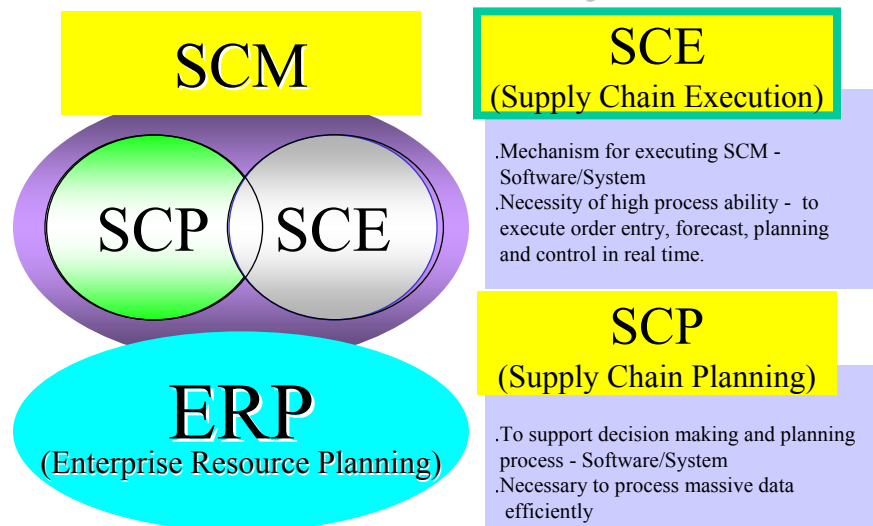 SCM
SCP
SCE
ERP
(Enterprise Resource Planning)
SCE
(Supply Chain Execution)
.Mechanism for executing SCM -
Software/System
.Necessity of high process ability - to
execute order entry, forecast, planning
and control in real time.
SCP
(Supply Chain Planning)
.To support decision making and planning
process - Software/System
.Necessary to process massive data
efficiently